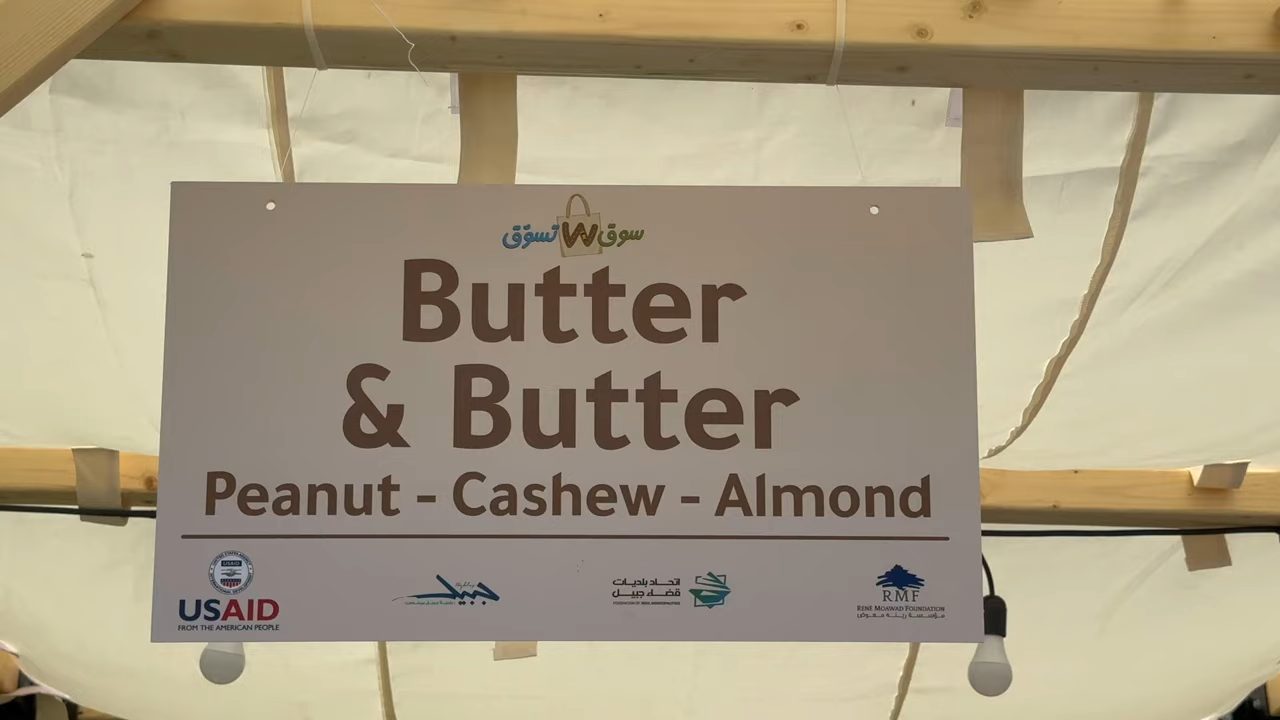 سوق W تسوّق
Butter
& Butter
Peanut - Cashew - Almond
USAID
USAID
FROM THE AMERICAN PEOPLE
جبيل
اتحاد بلديات
قضاء جبيل
RMF
RENÉ MOAWAD FOUNDATION
مؤسسة رينه معوض